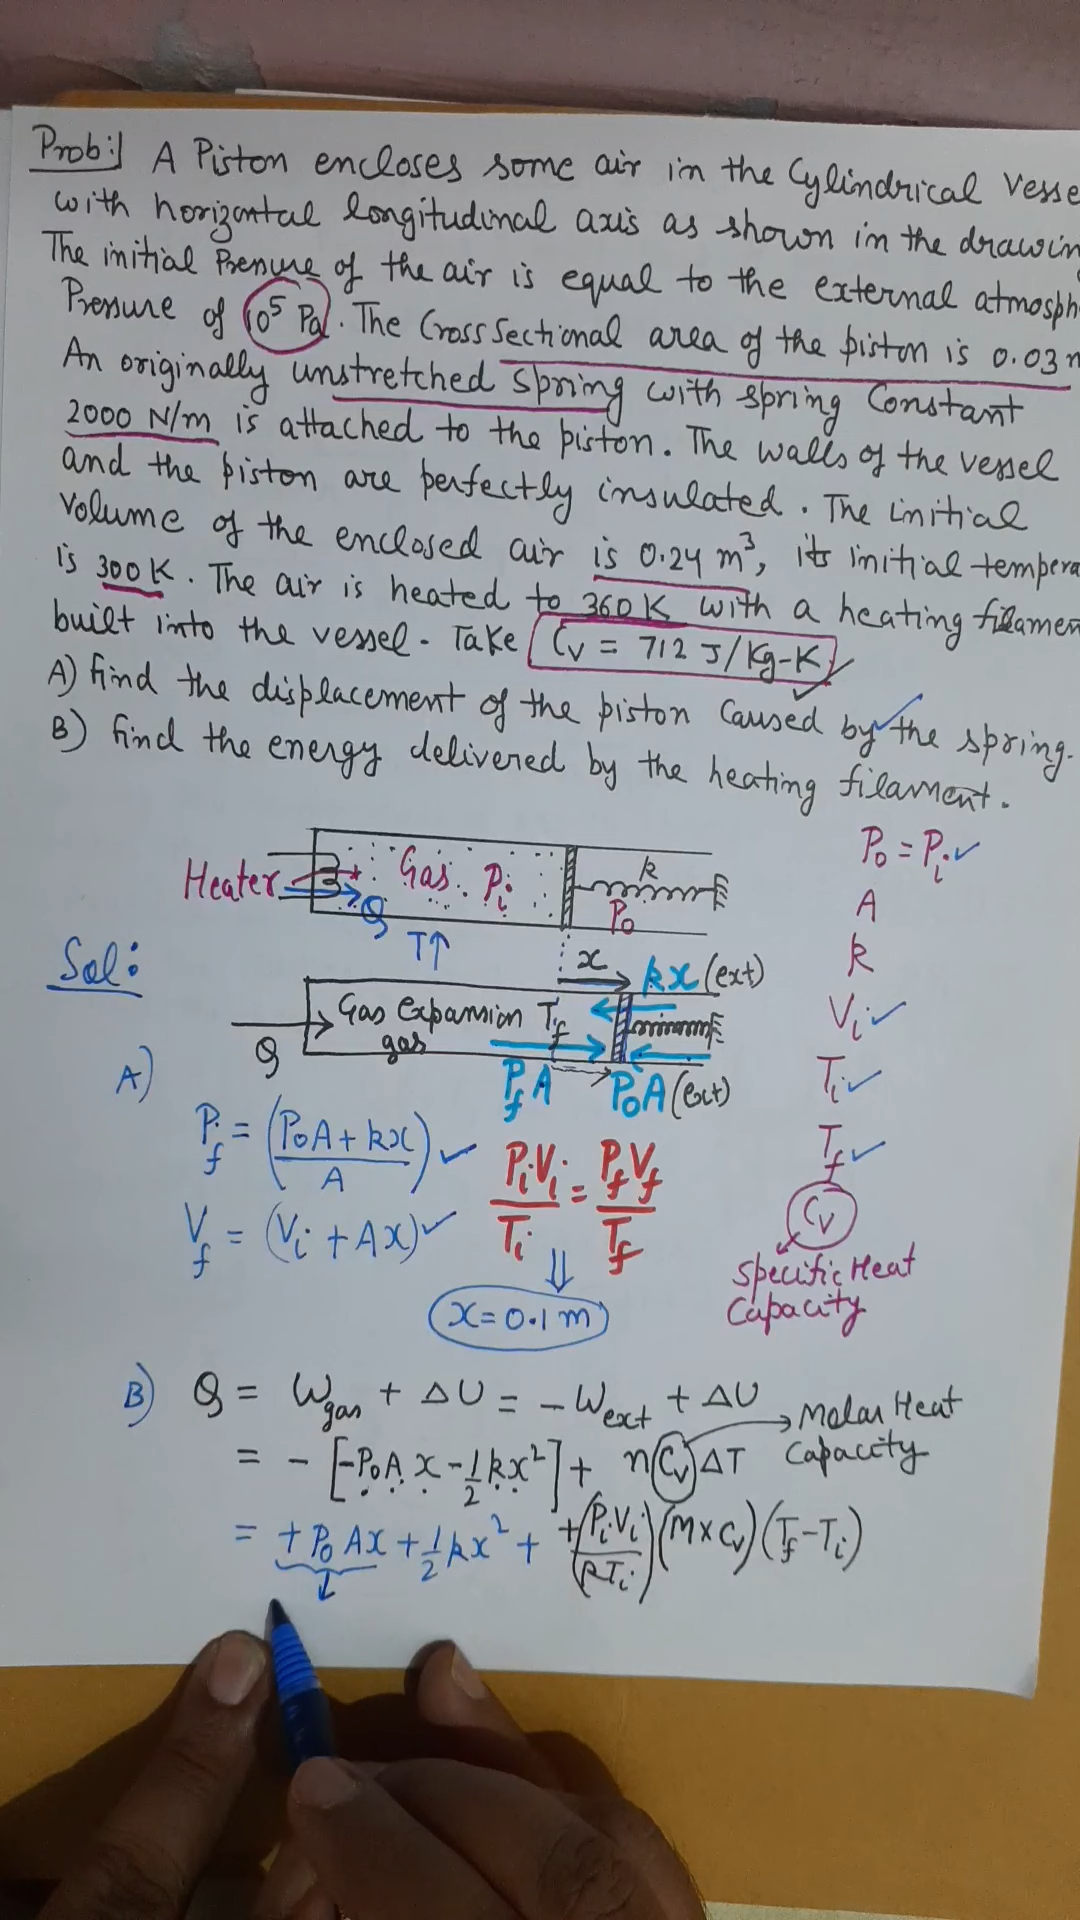 Prob:| A Piston encloses some air in the Cylindrical Vesse
with horizontal longitudinal axis as shown in the drawin
The initial Pressure of the air is equal to the external atmosph
Pressure of 10⁵ Pa. The Cross Sectional area of the piston is 0.03
An originally unstretched spring with spring Constant
2000 N/m is attached to the piston. The walls of the vessel
and the piston are perfectly insulated. The initial
volume of the enclosed air is 0.24 m³, its initial tempera
is 300 K. The air is heated to 360 K with a heating filamen
built into the vessel. Take Cv = 712 J/Kg-K
A) find the displacement of the piston caused by the spring.
B) find the energy delivered by the heating filament.
Heater Gas Pi k
Q P₀
T↑
P₀ = Pi ✓
A
k
Vi ✓
Ti ✓
Tf ✓
Cv
Specific Heat
Capacity
Sol:
x kx (ext)
Gas Expansion Tf
gas
Q
PfA P₀A (ext)
A)
Pf = (P₀A + kx / A) ✓
Vf = (Vi + Ax) ✓
PiVi / Ti = PfVf / Tf
⇓
x = 0.1 m
B) Q = Wgas + ΔU = - Wext + ΔU
Molar Heat
Capacity
= - [-P₀A x - ½ kx²] + n Cv ΔT
= + P₀ Ax + ½ kx² + + (PiVi / RTi) (M × Cv) (Tf - Ti)
↓